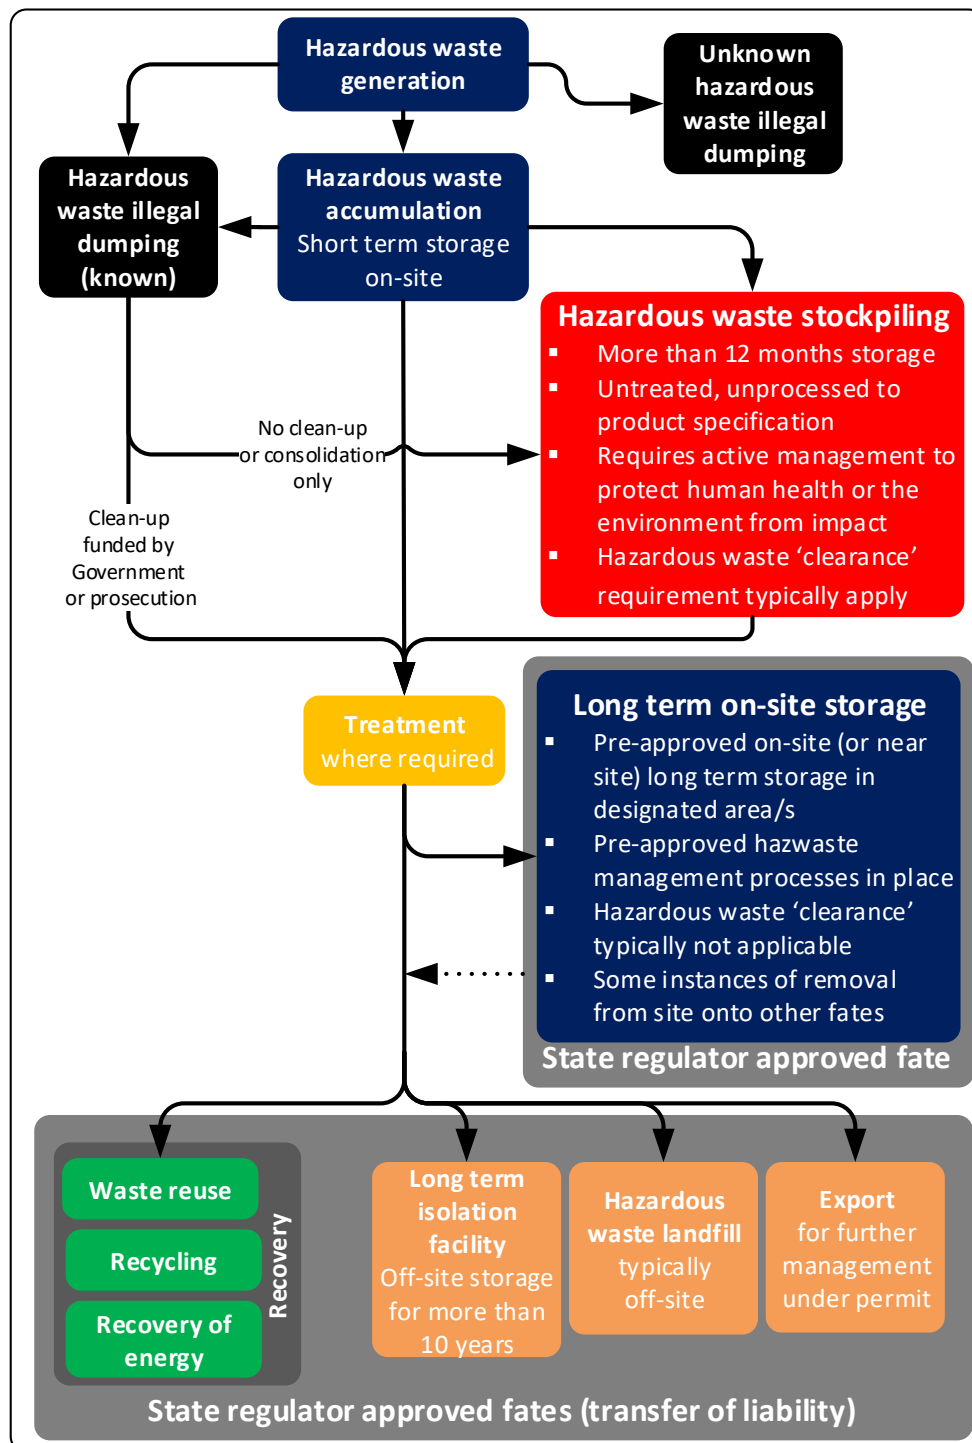 Hazardous waste
generation
Unknown
hazardous
waste illegal
dumping
Hazardous
waste illegal
dumping
(known)
Hazardous waste
accumulation
Short term storage
on-site
Hazardous waste stockpiling
▪ More than 12 months storage
▪ Untreated, unprocessed to
product specification
▪ Requires active management to
protect human health or the
environment from impact
▪ Hazardous waste ‘clearance’
requirement typically apply
No clean-up
or consolidation
only
Clean-up
funded by
Government
or prosecution
Treatment
where required
Long term on-site storage
▪ Pre-approved on-site (or near
site) long term storage in
designated area/s
▪ Pre-approved hazwaste
management processes in place
▪ Hazardous waste ‘clearance’
typically not applicable
▪ Some instances of removal
from site onto other fates
State regulator approved fate
Waste reuse
Recycling
Recovery of
energy
Recovery
Long term
isolation
facility
Off-site storage
for more than
10 years
Hazardous
waste landfill
typically
off-site
Export
for further
management
under permit
State regulator approved fates (transfer of liability)